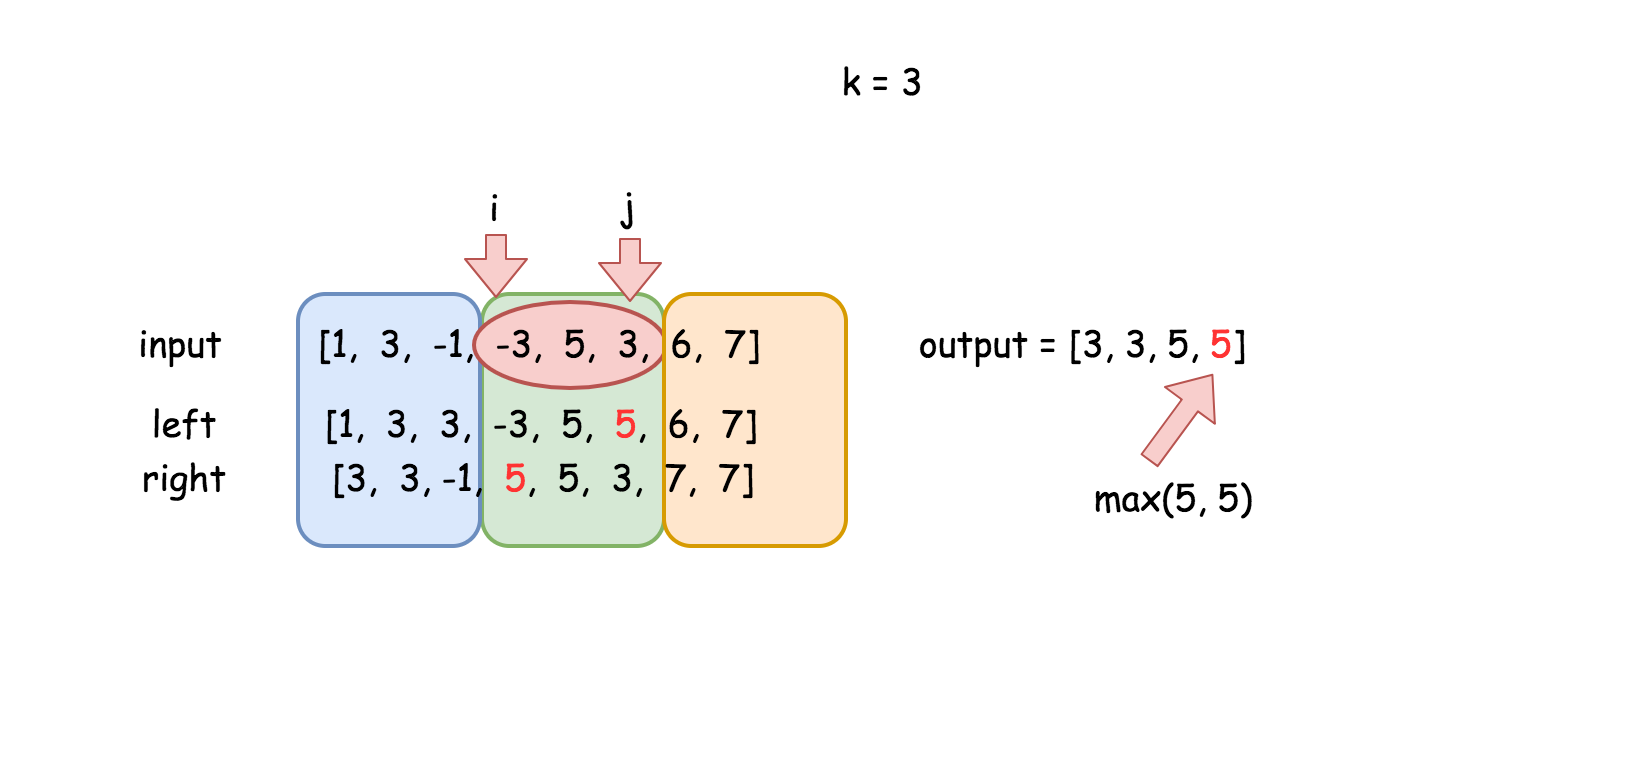 k = 3
i
j
input [1, 3, -1, -3, 5, 3, 6, 7] output = [3, 3, 5, 5]
left [1, 3, 3, -3, 5, 5, 6, 7]
right [3, 3, -1, 5, 5, 3, 7, 7]
max(5, 5)